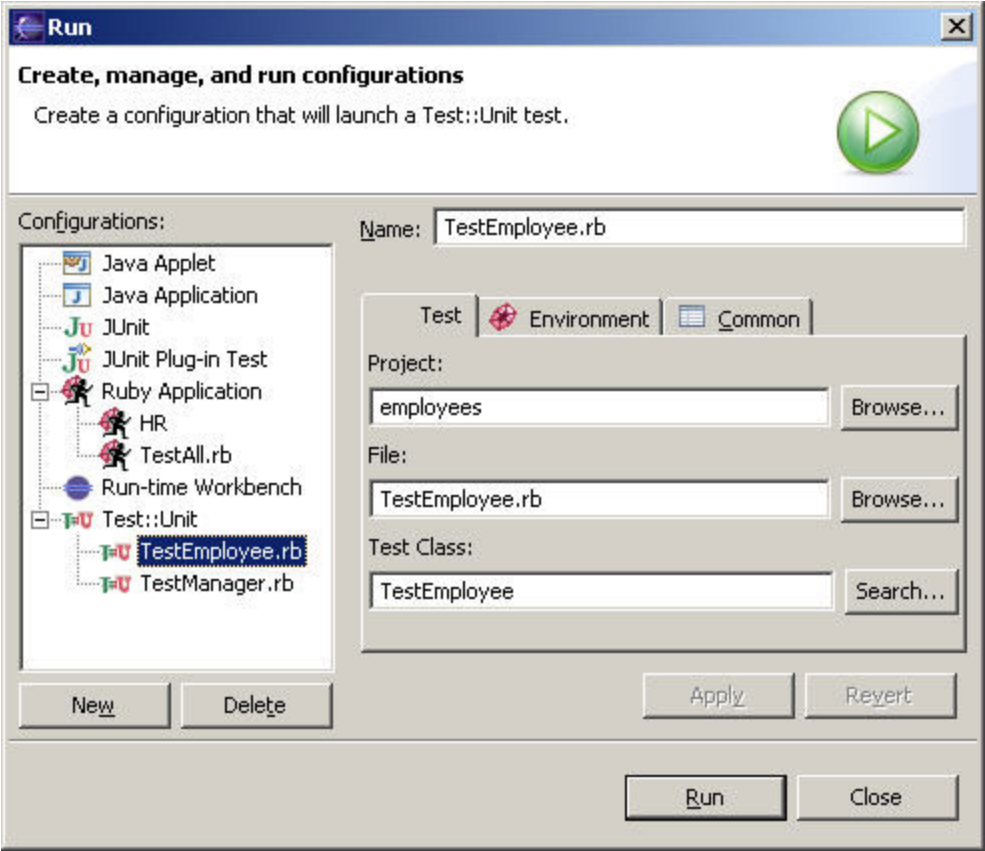 Run
Create, manage, and run configurations
Create a configuration that will launch a Test::Unit test.
Configurations:
Java Applet
Java Application
JUnit
JUnit Plug-in Test
Ruby Application
HR
TestAll.rb
Run-time Workbench
Test::Unit
TestEmployee.rb
TestManager.rb
New Delete
Name: TestEmployee.rb
Test Environment Common
Project:
employees Browse...
File:
TestEmployee.rb Browse...
Test Class:
TestEmployee Search...
Apply Revert
Run Close